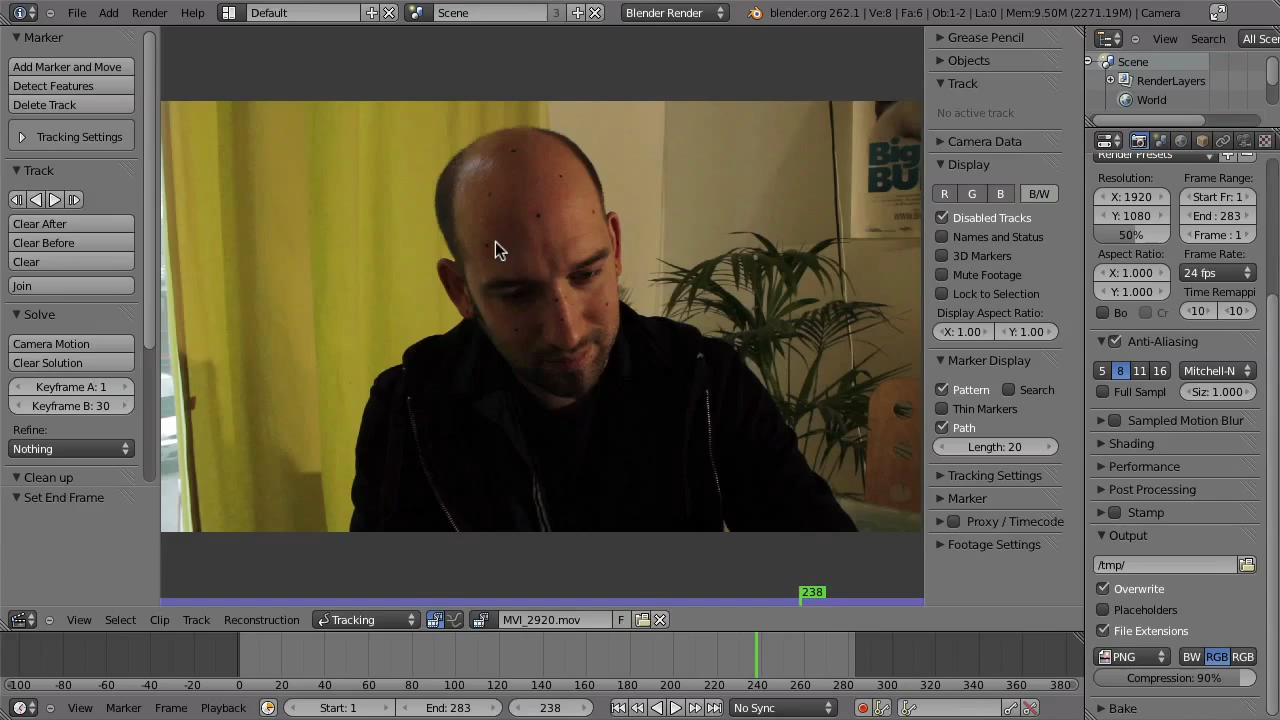 File Add Render Help Default Scene 3 Blender Render blender.org 262.1 | Ve:8 | Fa:6 | Ob:1-2 | La:0 | Mem:9.50M (2271.19M) | Camera
Marker
Add Marker and Move
Detect Features
Delete Track
Tracking Settings
Track
Clear After
Clear Before
Clear
Join
Solve
Camera Motion
Clear Solution
Keyframe A: 1
Keyframe B: 30
Refine:
Nothing
Clean up
Set End Frame
Big
BU
238
Grease Pencil
Objects
Track
No active track
Camera Data
Display
R G B B/W
Disabled Tracks
Names and Status
3D Markers
Mute Footage
Lock to Selection
Display Aspect Ratio:
X: 1.00 Y: 1.00
Marker Display
Pattern Search
Thin Markers
Path
Length: 20
Tracking Settings
Marker
Proxy / Timecode
Footage Settings
View Search All Scen
Scene
RenderLayers
World
Render Presets
Resolution: Frame Range:
X: 1920 Start Fr: 1
Y: 1080 End : 283
50% Frame : 1
Aspect Ratio: Frame Rate:
X: 1.000 24 fps
Y: 1.000 Time Remappi
Bo Cr 10 10
Anti-Aliasing
5 8 11 16 Mitchell-N
Full Sampl Siz: 1.000
Sampled Motion Blur
Shading
Performance
Post Processing
Stamp
Output
/tmp/
Overwrite
Placeholders
File Extensions
PNG BW RGB RGB
Compression: 90%
Bake
View Select Clip Track Reconstruction Tracking MVI_2920.mov F
-100 -80 -60 -40 -20 0 20 40 60 80 100 120 140 160 180 200 220 240 260 280 300 320 340 360 380
View Marker Frame Playback Start: 1 End: 283 238 No Sync